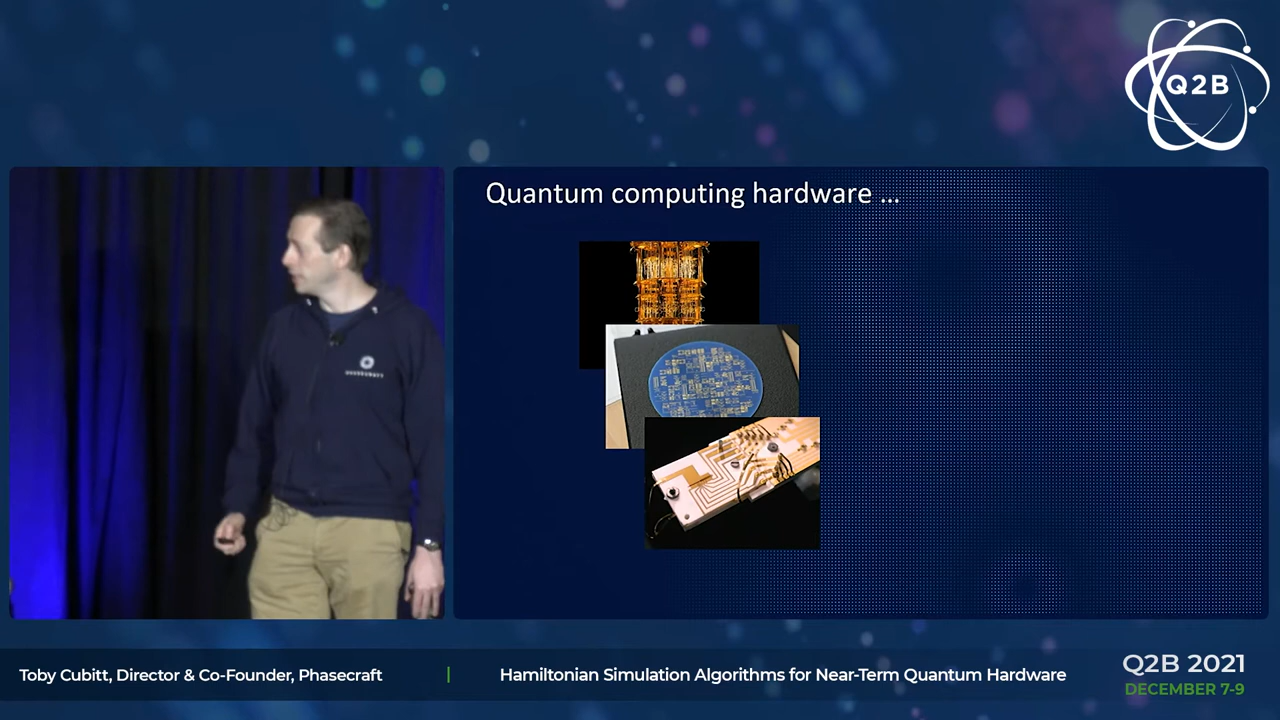 Q2B
Quantum computing hardware ...
Toby Cubitt, Director & Co-Founder, Phasecraft
Hamiltonian Simulation Algorithms for Near-Term Quantum Hardware
Q2B 2021
DECEMBER 7-9